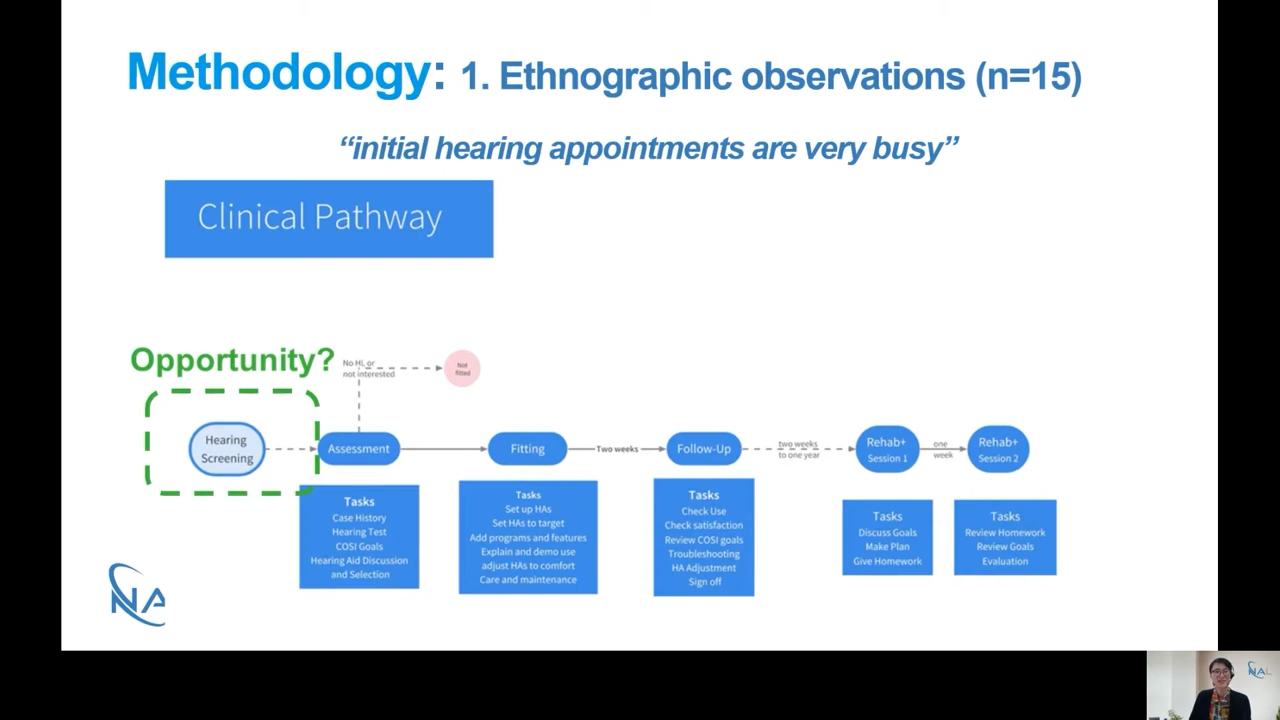 Methodology: 1. Ethnographic observations (n=15)
“initial hearing appointments are very busy”
Clinical Pathway
Opportunity?
No HI, or
not interested
Not
fitted
Hearing
Screening
Assessment
Fitting
Two weeks
Follow-Up
two weeks
to one year
Rehab+
Session 1
one
week
Rehab+
Session 2
Tasks
Case History
Hearing Test
COSI Goals
Hearing Aid Discussion
and Selection
Tasks
Set up HAs
Set HAs to target
Add programs and features
Explain and demo use
adjust HAs to comfort
Care and maintenance
Tasks
Check Use
Check satisfaction
Review COSI goals
Troubleshooting
HA Adjustment
Sign off
Tasks
Discuss Goals
Make Plan
Give Homework
Tasks
Review Homework
Review Goals
Evaluation
NA
NAL